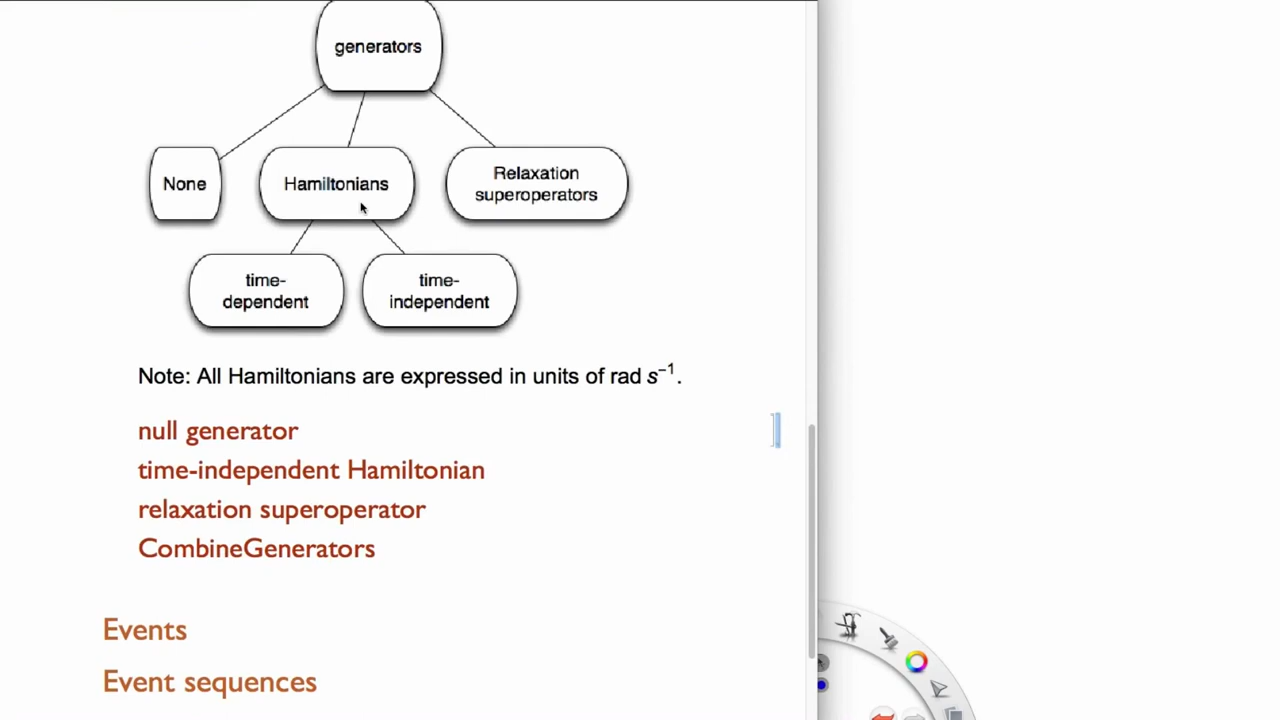 generators
None
Hamiltonians
Relaxation
superoperators
time-
dependent
time-
independent
Note: All Hamiltonians are expressed in units of rad s⁻¹.
null generator
time-independent Hamiltonian
relaxation superoperator
CombineGenerators
Events
Event sequences